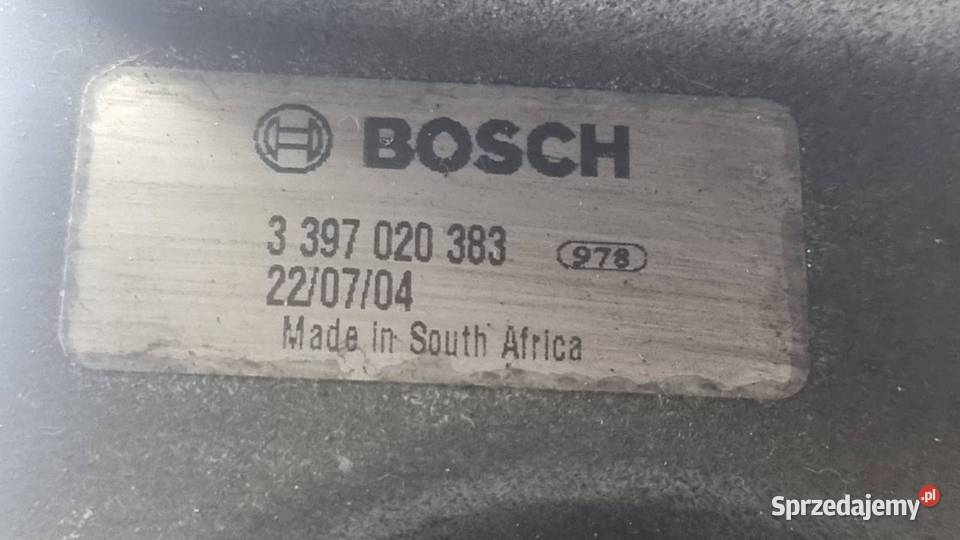 BOSCH
3 397 020 383 978
22/07/04
Made in South Africa
Sprzedajemy.pl